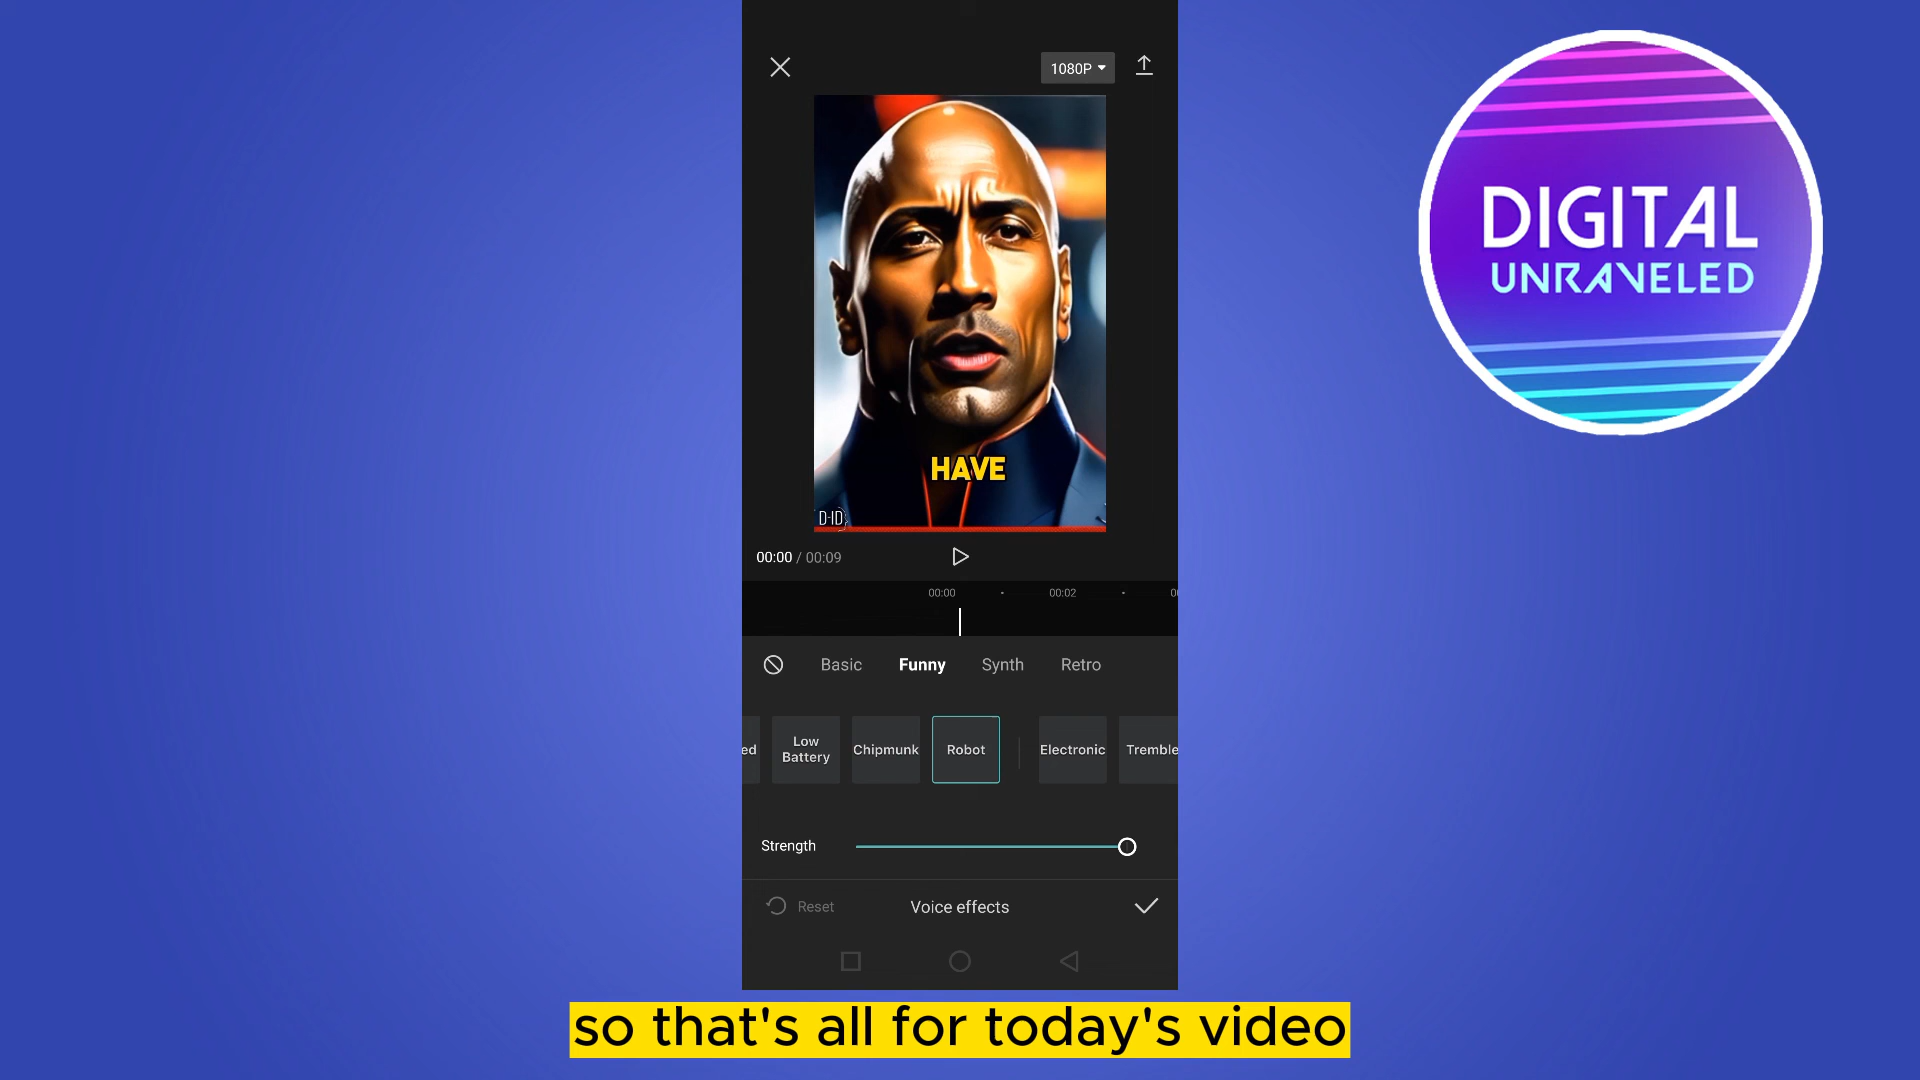 1080P
DIGITAL
UNRAVELED
HAVE
D-ID
00:00 / 00:09
00:00
00:02
Basic Funny Synth Retro
ed Low Battery Chipmunk Robot Electronic Tremble
Strength
Reset Voice effects
so that's all for today's video